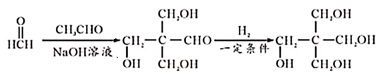 O
HCH
CH₃CHO
NaOH溶液
CH₂OH
CH₂—C—CHO
OH
CH₂OH
H₂
一定条件
CH₂OH
CH₂—C—CH₂OH
OH
CH₂OH